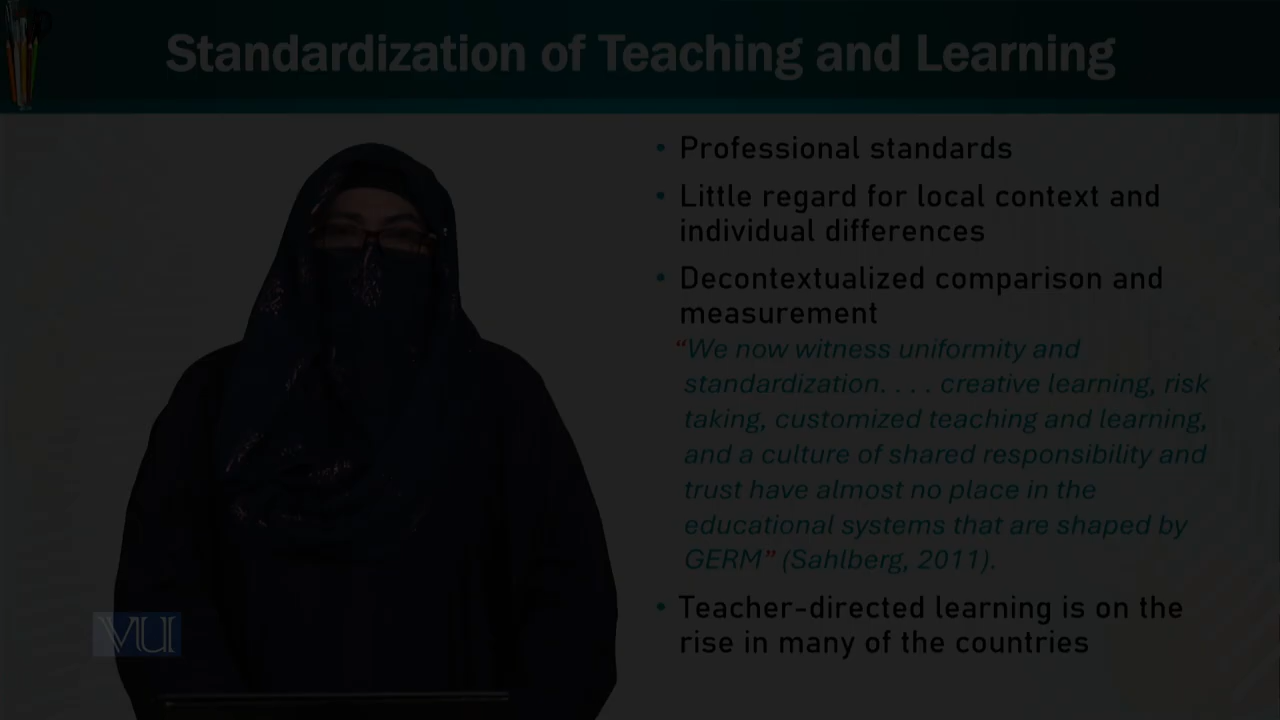 Standardization of Teaching and Learning
• Professional standards
• Little regard for local context and
individual differences
• Decontextualized comparison and
measurement
“We now witness uniformity and
standardization. . . . creative learning, risk
taking, customized teaching and learning,
and a culture of shared responsibility and
trust have almost no place in the
educational systems that are shaped by
GERM” (Sahlberg, 2011).
• Teacher-directed learning is on the
rise in many of the countries
VU